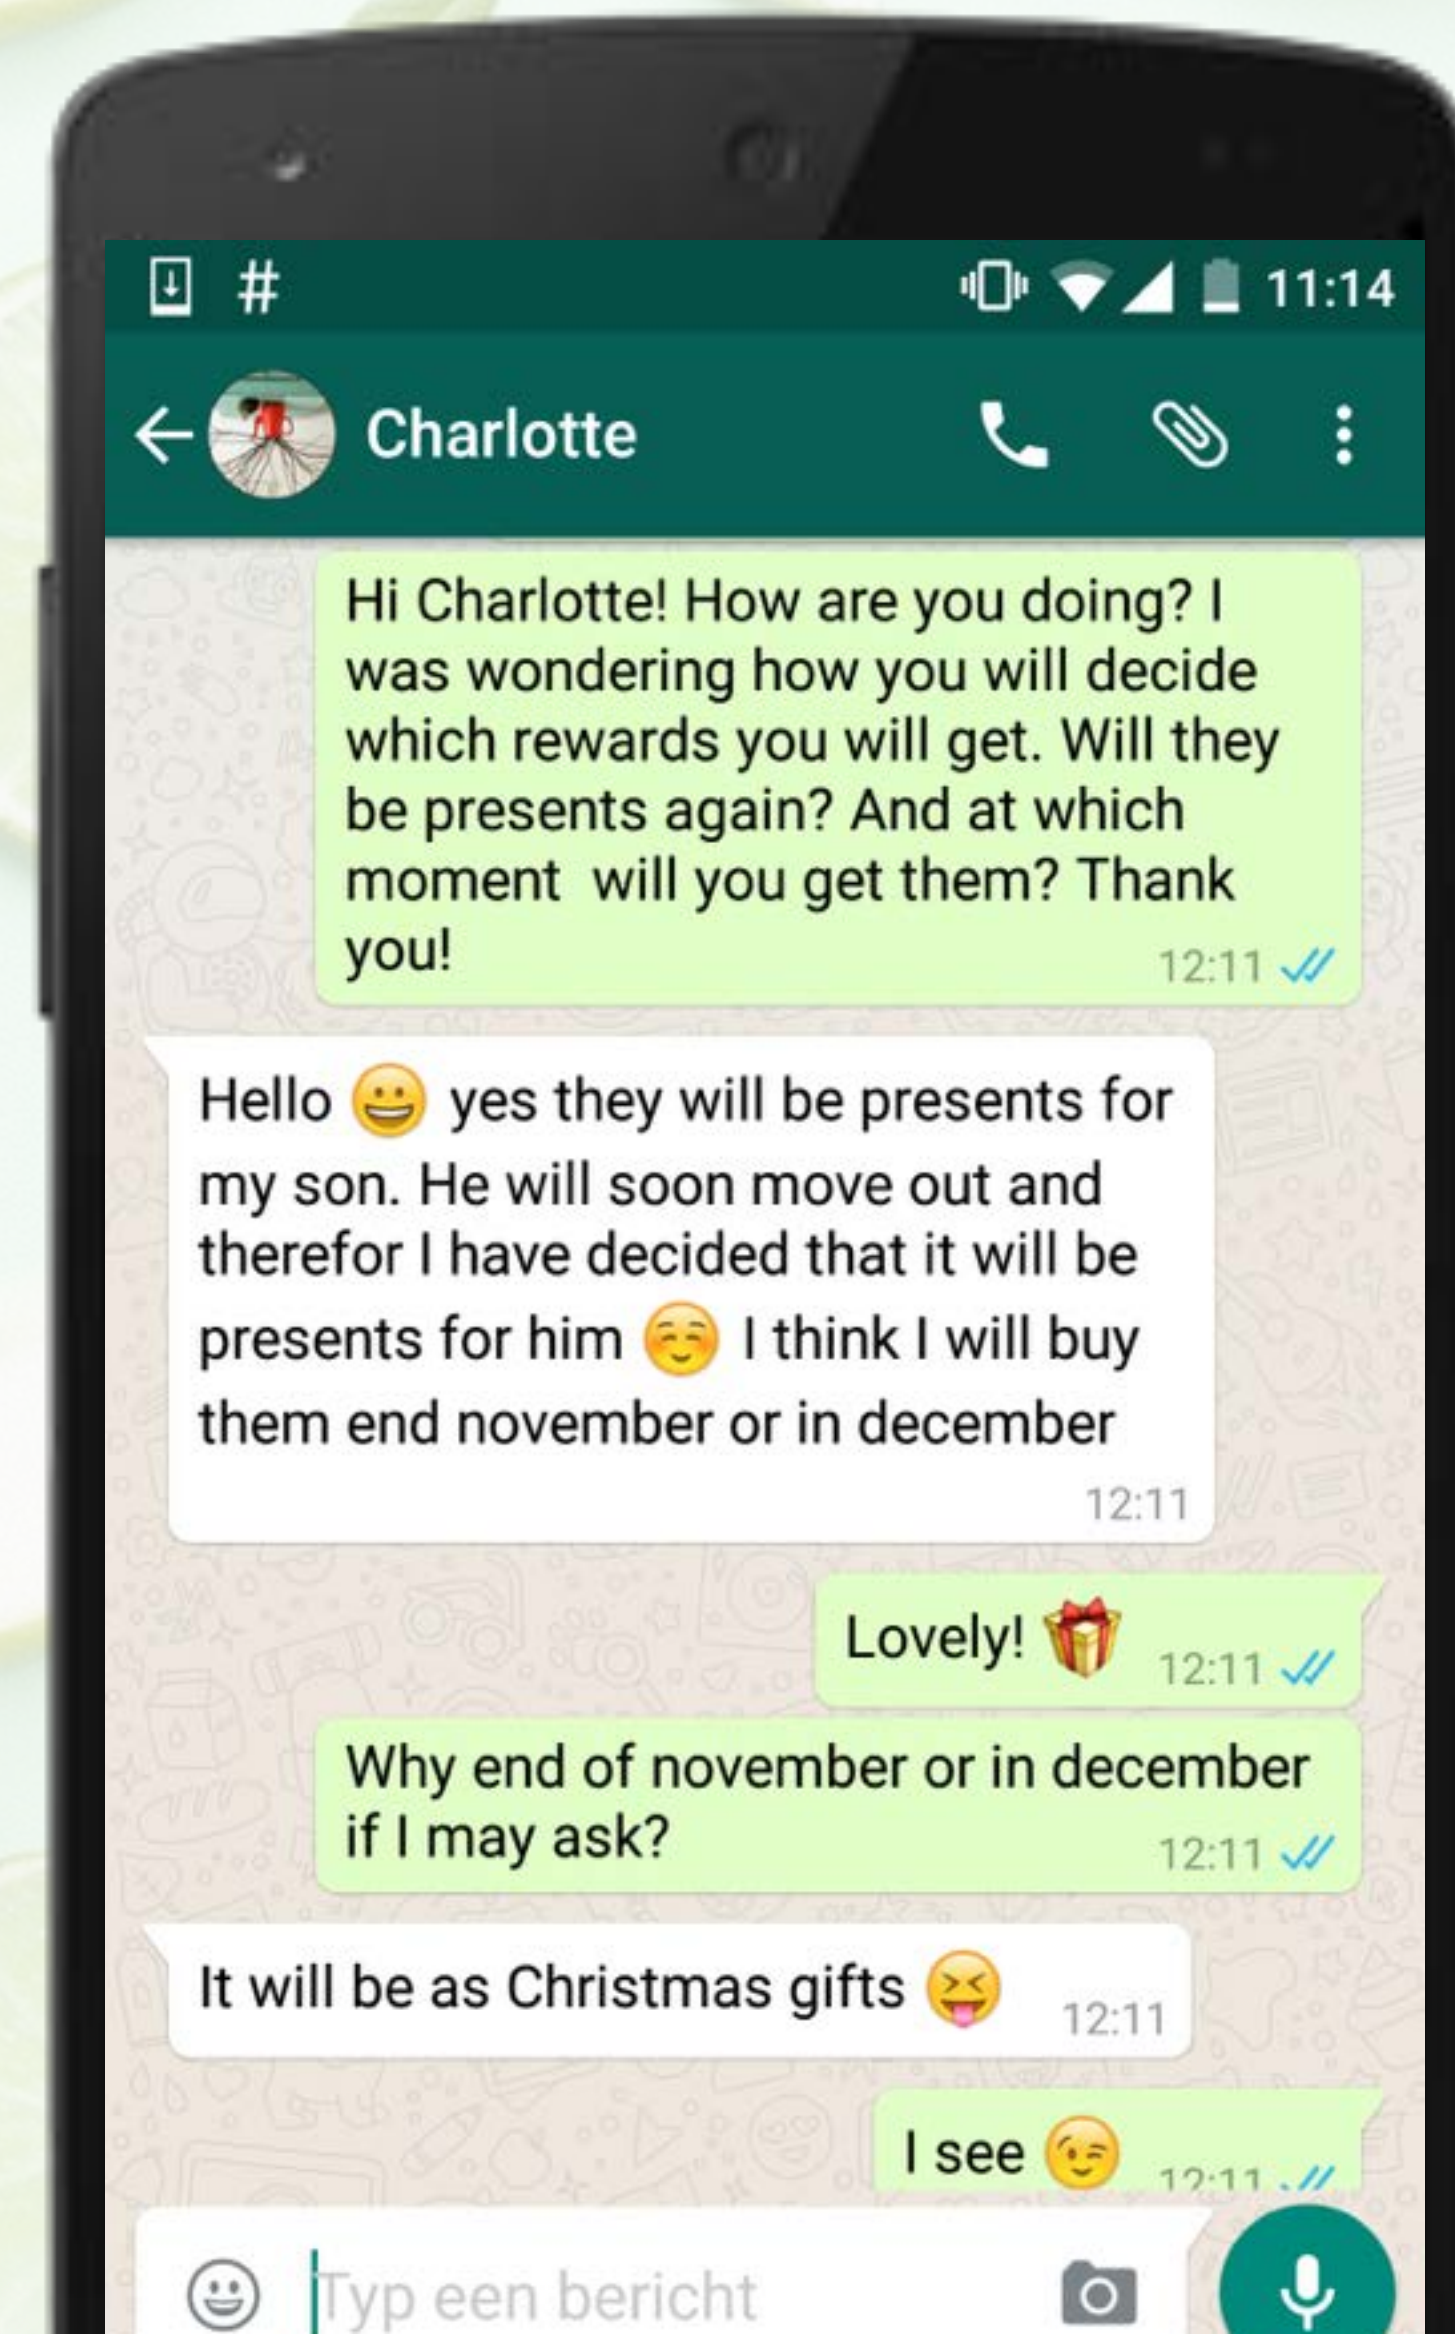 # 11:14
Charlotte
Hi Charlotte! How are you doing? I
was wondering how you will decide
which rewards you will get. Will they
be presents again? And at which
moment  will you get them? Thank
you! 12:11
Hello 😀 yes they will be presents for
my son. He will soon move out and
therefor I have decided that it will be
presents for him ☺️ I think I will buy
them end november or in december
12:11
Lovely! 🎁 12:11
Why end of november or in december
if I may ask? 12:11
It will be as Christmas gifts 😝 12:11
I see 😉 12:11
Typ een bericht